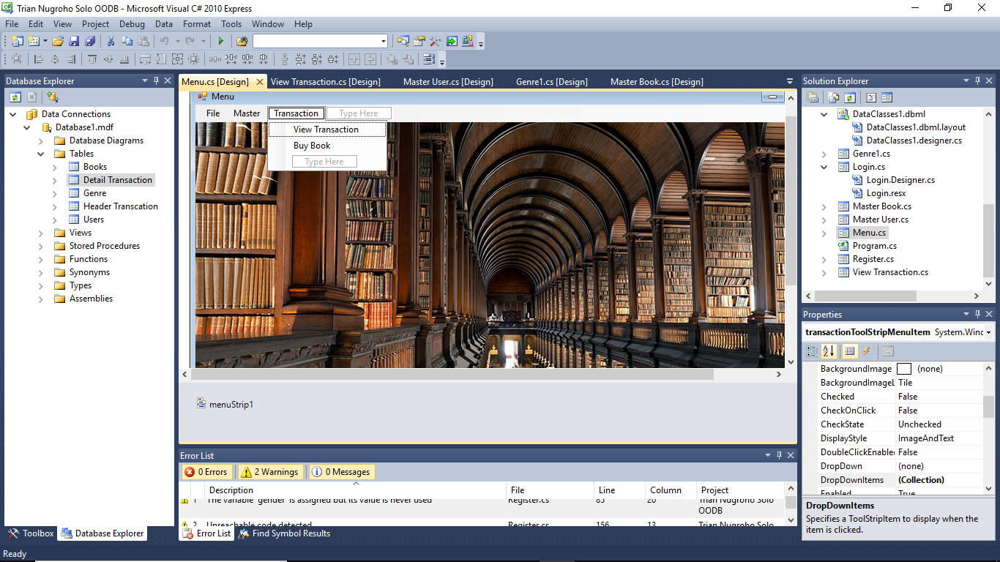 Trian Nugroho Solo OODB - Microsoft Visual C# 2010 Express
File Edit View Project Debug Data Format Tools Window Help
Database Explorer
Data Connections
Database1.mdf
Database Diagrams
Tables
Books
Detail Transaction
Genre
Header Transcation
Users
Views
Stored Procedures
Functions
Synonyms
Types
Assemblies
Toolbox Database Explorer
Menu.cs [Design] View Transaction.cs [Design] Master User.cs [Design] Genre1.cs [Design] Master Book.cs [Design]
Menu
File Master Transaction Type Here
View Transaction
Buy Book
Type Here
menuStrip1
Error List
0 Errors 2 Warnings 0 Messages
Description File Line Column Project
1 The variable 'gender' is assigned but its value is never used Register.cs 85 20 Trian Nugroho Solo
OODB
2 Unreachable code detected Register.cs 156 13 Trian Nugroho Solo
Error List Find Symbol Results
Solution Explorer
DataClasses1.dbml
DataClasses1.dbml.layout
DataClasses1.designer.cs
Genre1.cs
Login.cs
Login.Designer.cs
Login.resx
Master Book.cs
Master User.cs
Menu.cs
Program.cs
Register.cs
View Transaction.cs
Properties
transactionToolStripMenuItem System.Winc
BackgroundImage (none)
BackgroundImageL Tile
Checked False
CheckOnClick False
CheckState Unchecked
DisplayStyle ImageAndText
DoubleClickEnable False
DropDown (none)
DropDownItems (Collection)
Enabled True
DropDownItems
Specifies a ToolStripItem to display when the
item is clicked.
Ready